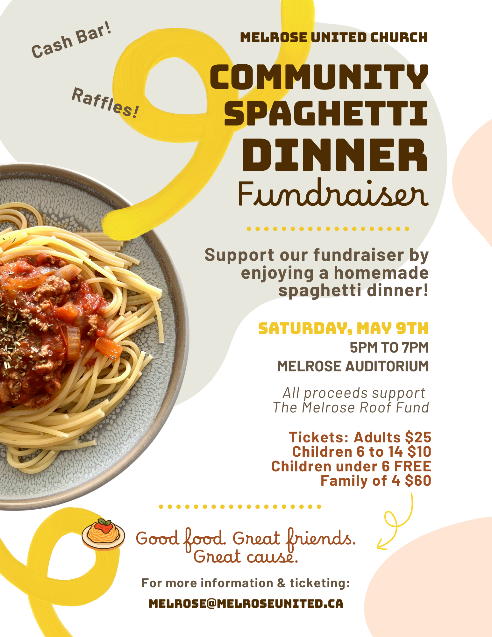 Cash Bar!
Raffles!
MELROSE UNITED CHURCH
COMMUNITY
SPAGHETTI
DINNER
Fundraiser
Support our fundraiser by
enjoying a homemade
spaghetti dinner!
SATURDAY, MAY 9TH
5PM TO 7PM
MELROSE AUDITORIUM
All proceeds support
The Melrose Roof Fund
Tickets: Adults $25
Children 6 to 14 $10
Children under 6 FREE
Family of 4 $60
Good food. Great friends.
Great cause.
For more information & ticketing:
MELROSE@MELROSEUNITED.CA